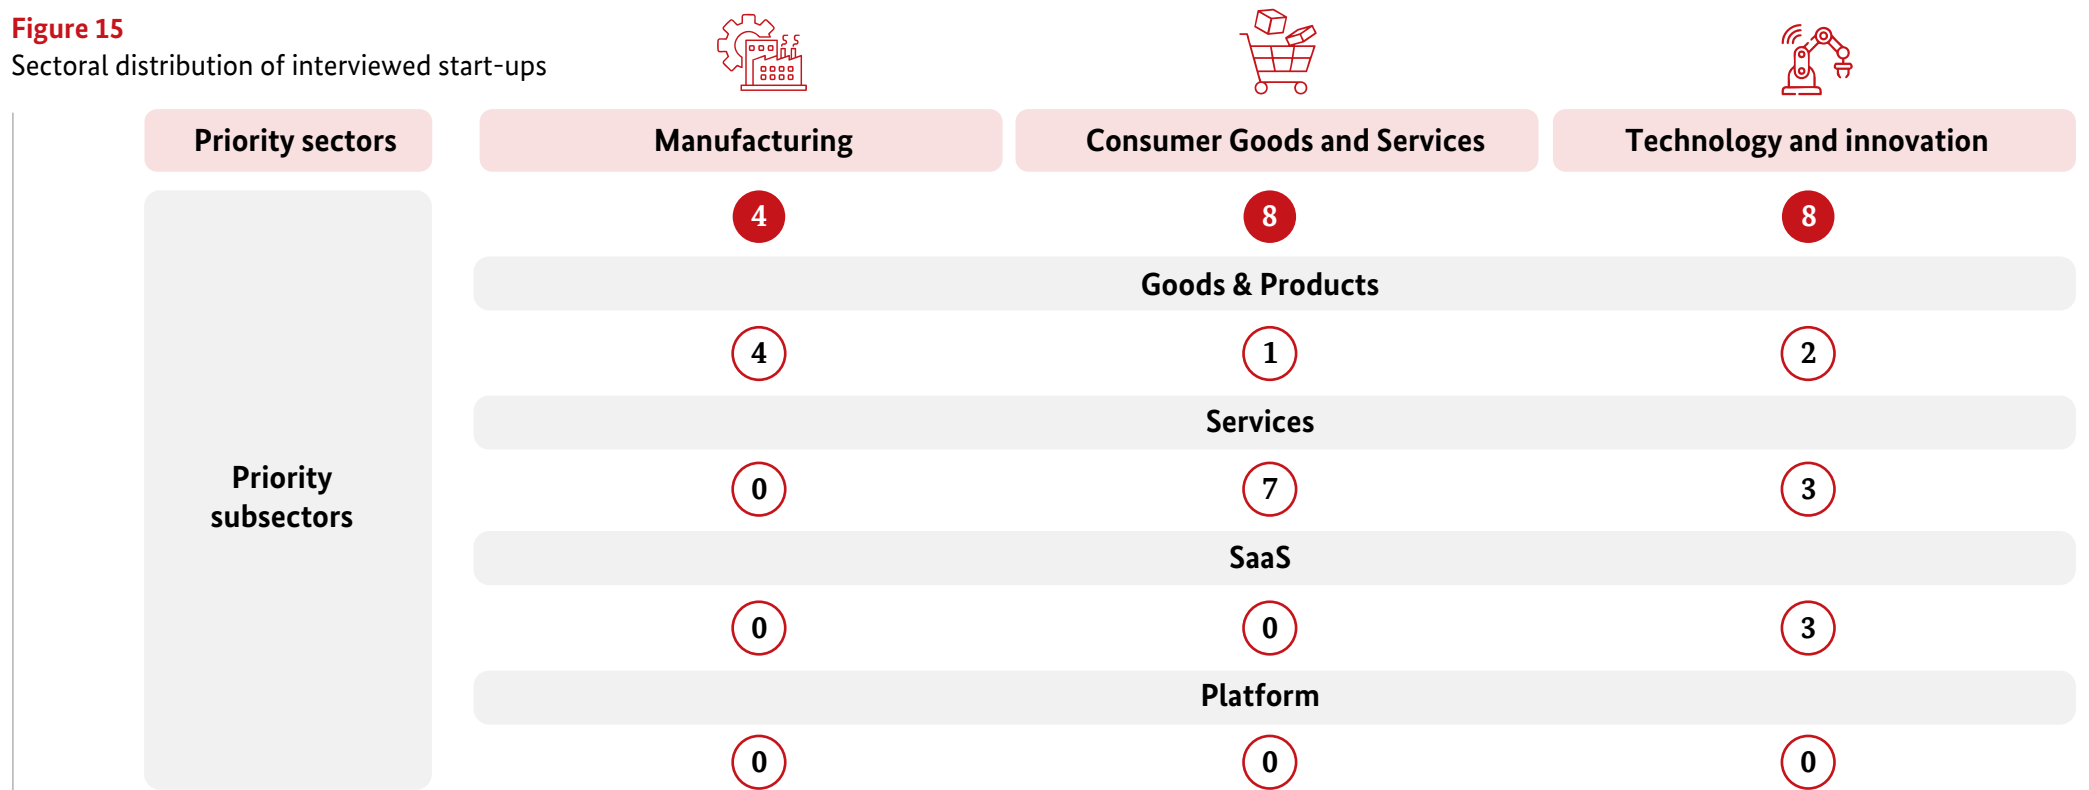 Figure 15
Sectoral distribution of interviewed start-ups
Priority sectors
Manufacturing
Consumer Goods and Services
Technology and innovation
4
8
8
Goods & Products
4
1
2
Services
Priority
subsectors
0
7
3
SaaS
0
0
3
Platform
0
0
0